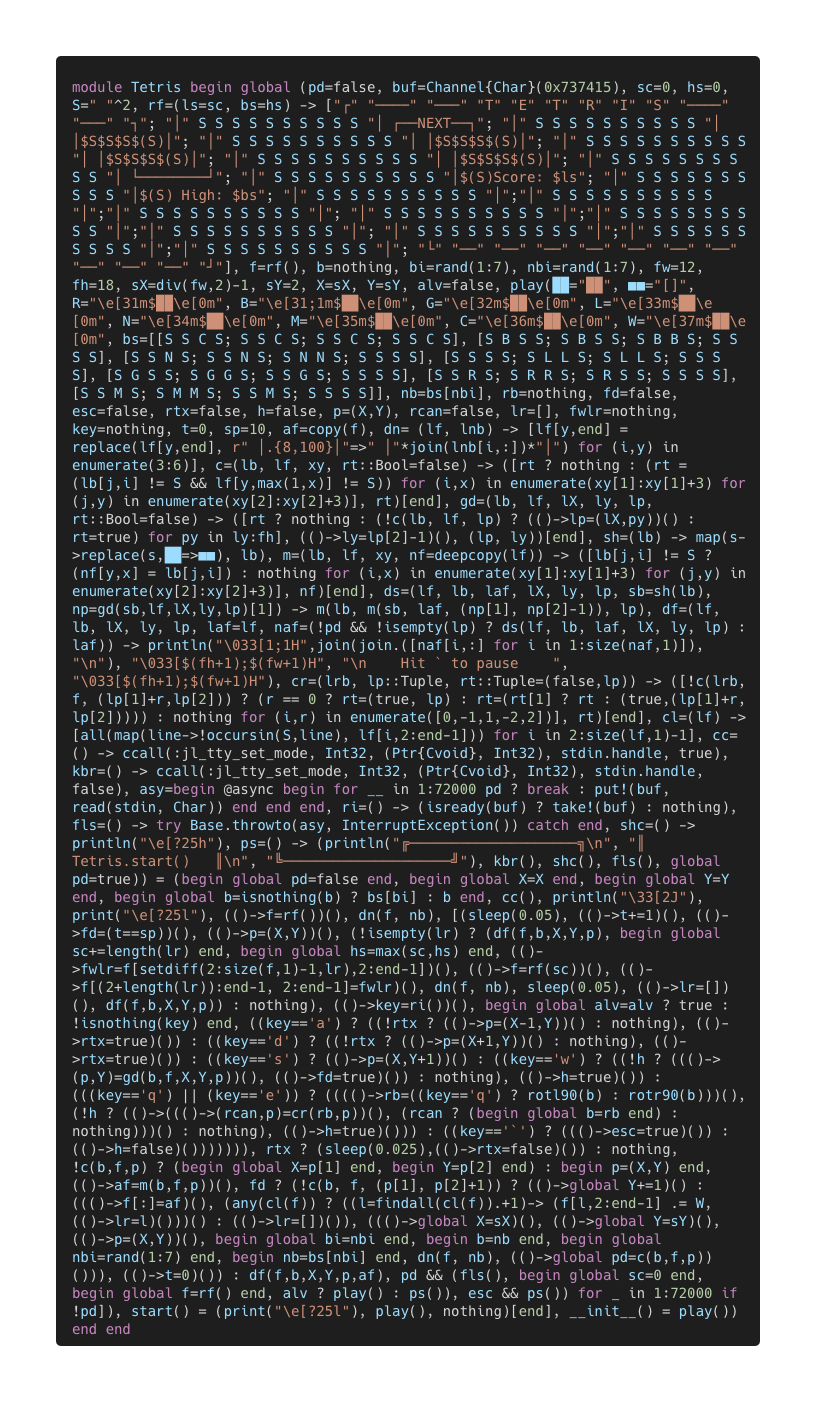 module Tetris begin global (pd=false, buf=Channel{Char}(0x737415), sc=0, hs=0,
S=" "^2, rf=(ls=sc, bs=hs) -> ["┌" "────" "───" "T" "E" "T" "R" "I" "S" "────"
"───" "┐"; "│" S S S S S S S S S S "│ ┌──NEXT──┐"; "│" S S S S S S S S S S "│
│$S$S$S$(S)│"; "│" S S S S S S S S S S "│ │$S$S$S$(S)│"; "│" S S S S S S S S S S
"│ │$S$S$S$(S)│"; "│" S S S S S S S S S S "│ │$S$S$S$(S)│"; "│" S S S S S S S S
S S "│ └────────┘"; "│" S S S S S S S S S S "│$(S)Score: $ls"; "│" S S S S S S S
S S S "│$(S) High: $bs"; "│" S S S S S S S S S S "│";"│" S S S S S S S S S S
"│";"│" S S S S S S S S S S "│"; "│" S S S S S S S S S S "│";"│" S S S S S S S S
S S "│";"│" S S S S S S S S S S "│"; "│" S S S S S S S S S S "│";"│" S S S S S S
S S S S "│";"│" S S S S S S S S S S "│"; "└" "──" "──" "──" "──" "──" "──" "──"
"──" "──" "──" "┘"], f=rf(), b=nothing, bi=rand(1:7), nbi=rand(1:7), fw=12,
fh=18, sX=div(fw,2)-1, sY=2, X=sX, Y=sY, alv=false, play(██="██", ■■="[]",
R="\e[31m$██\e[0m", B="\e[31;1m$██\e[0m", G="\e[32m$██\e[0m", L="\e[33m$██\e
[0m", N="\e[34m$██\e[0m", M="\e[35m$██\e[0m", C="\e[36m$██\e[0m", W="\e[37m$██\e
[0m", bs=[[S S C S; S S C S; S S C S; S S C S], [S B S S; S B S S; S B B S; S S
S S], [S S N S; S S N S; S N N S; S S S S], [S S S S; S L L S; S L L S; S S S
S], [S G S S; S G G S; S S G S; S S S S], [S S R S; S R R S; S R S S; S S S S],
[S S M S; S M M S; S M S S; S S S S]], nb=bs[nbi], rb=nothing, fd=false,
esc=false, rtx=false, h=false, p=(X,Y), rcan=false, lr=[], fwlr=nothing,
key=nothing, t=0, sp=10, af=copy(f), dn= (lf, lnb) -> [lf[y,end] =
replace(lf[y,end], r" │.{8,100}│"=>" │"*join(lnb[i,:])*"│") for (i,y) in
enumerate(3:6)], c=(lb, lf, xy, rt::Bool=false) -> ([rt ? nothing : (rt =
(lb[j,i] != S && lf[y,max(1,x)] != S)) for (i,x) in enumerate(xy[1]:xy[1]+3) for
(j,y) in enumerate(xy[2]:xy[2]+3)], rt)[end], gd=(lb, lf, lX, ly, lp,
rt::Bool=false) -> ([rt ? nothing : (!c(lb, lf, lp) ? (()->lp=(lX,py))() :
rt=true) for py in ly:fh], (()->ly=lp[2]-1)(), (lp, ly))[end], sh=(lb) -> map(s-
>replace(s,██=>■■), lb), m=(lb, lf, xy, nf=deepcopy(lf)) -> ([lb[j,i] != S ?
(nf[y,x] = lb[j,i]) : nothing for (i,x) in enumerate(xy[1]:xy[1]+3) for (j,y) in
enumerate(xy[2]:xy[2]+3)], nf)[end], ds=(lf, lb, laf, lX, ly, lp, sb=sh(lb),
np=gd(sb,lf,lX,ly,lp)[1]) -> m(lb, m(sb, laf, (np[1], np[2]-1)), lp), df=(lf,
lb, lX, ly, lp, laf=lf, naf=(!pd && !isempty(lp) ? ds(lf, lb, laf, lX, ly, lp) :
laf)) -> println("\033[1;1H",join(join.([naf[i,:] for i in 1:size(naf,1)]),
"\n"), "\033[$(fh+1);$(fw+1)H", "\n    Hit ` to pause    ",
"\033[$(fh+1);$(fw+1)H"), cr=(lrb, lp::Tuple, rt::Tuple=(false,lp)) -> ([!c(lrb,
f, (lp[1]+r,lp[2])) ? (r == 0 ? rt=(true, lp) : rt=(rt[1] ? rt : (true,(lp[1]+r,
lp[2])))) : nothing for (i,r) in enumerate([0,-1,1,-2,2])], rt)[end], cl=(lf) ->
[all(map(line->!occursin(S,line), lf[i,2:end-1])) for i in 2:size(lf,1)-1], cc=
() -> ccall(:jl_tty_set_mode, Int32, (Ptr{Cvoid}, Int32), stdin.handle, true),
kbr=() -> ccall(:jl_tty_set_mode, Int32, (Ptr{Cvoid}, Int32), stdin.handle,
false), asy=begin @async begin for __ in 1:72000 pd ? break : put!(buf,
read(stdin, Char)) end end end, ri=() -> (isready(buf) ? take!(buf) : nothing),
fls=() -> try Base.throwto(asy, InterruptException()) catch end, shc=() ->
println("\e[?25h"), ps=() -> (println("╔════════════════════╗\n", "║
Tetris.start()   ║\n", "╚════════════════════╝"), kbr(), shc(), fls(), global
pd=true)) = (begin global pd=false end, begin global X=X end, begin global Y=Y
end, begin global b=isnothing(b) ? bs[bi] : b end, cc(), println("\33[2J"),
print("\e[?25l"), (()->f=rf())(), dn(f, nb), [(sleep(0.05), (()->t+=1)(), (()-
>fd=(t==sp))(), (()->p=(X,Y))(), (!isempty(lr) ? (df(f,b,X,Y,p), begin global
sc+=length(lr) end, begin global hs=max(sc,hs) end, (()-
>fwlr=f[setdiff(2:size(f,1)-1,lr),2:end-1])(), (()->f=rf(sc))(), (()-
>f[(2+length(lr)):end-1, 2:end-1]=fwlr)(), dn(f, nb), sleep(0.05), (()->lr=[])
(), df(f,b,X,Y,p)) : nothing), (()->key=ri())(), begin global alv=alv ? true :
!isnothing(key) end, ((key=='a') ? ((!rtx ? (()->p=(X-1,Y))() : nothing), (()-
>rtx=true)()) : ((key=='d') ? ((!rtx ? (()->p=(X+1,Y))() : nothing), (()-
>rtx=true)()) : ((key=='s') ? (()->p=(X,Y+1))() : ((key=='w') ? ((!h ? ((()->
(p,Y)=gd(b,f,X,Y,p))(), (()->fd=true)()) : nothing), (()->h=true)()) :
(((key=='q') || (key=='e')) ? ((((()->rb=((key=='q') ? rotl90(b) : rotr90(b)))(),
(!h ? (()->((()->(rcan,p)=cr(rb,p))(), (rcan ? (begin global b=rb end) :
nothing)))() : nothing), (()->h=true)())) : ((key=='`') ? ((()->esc=true)()) :
(()->h=false)())))))), rtx ? (sleep(0.025),(()->rtx=false)()) : nothing,
!c(b,f,p) ? (begin global X=p[1] end, begin Y=p[2] end) : begin p=(X,Y) end,
(()->af=m(b,f,p))(), fd ? (!c(b, f, (p[1], p[2]+1)) ? (()->global Y+=1)() :
((()->f[:]=af)(), (any(cl(f)) ? ((l=findall(cl(f)).+1)-> (f[l,2:end-1] .= W,
(()->lr=l)()))() : (()->lr=[])()), ((()->global X=sX)(), (()->global Y=sY)(),
(()->p=(X,Y))(), begin global bi=nbi end, begin b=nb end, begin global
nbi=rand(1:7) end, begin nb=bs[nbi] end, dn(f, nb), (()->global pd=c(b,f,p))
())), (()->t=0)()) : df(f,b,X,Y,p,af), pd && (fls(), begin global sc=0 end,
begin global f=rf() end, alv ? play() : ps()), esc && ps()) for _ in 1:72000 if
!pd]), start() = (print("\e[?25l"), play(), nothing)[end], __init__() = play())
end end